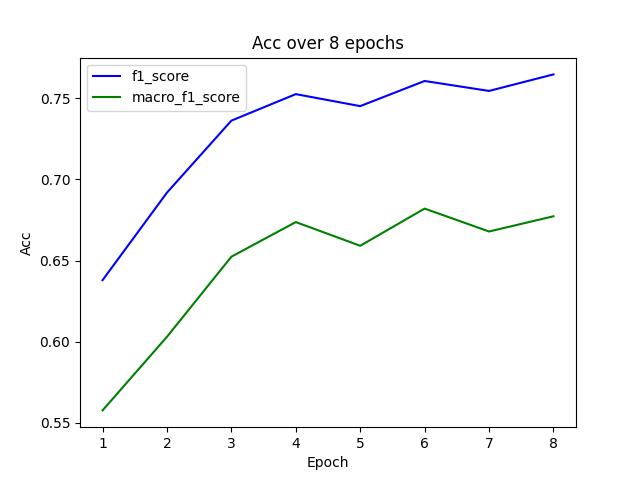 Acc over 8 epochs
f1_score
macro_f1_score
0.75
0.70
0.65
0.60
0.55
Acc
1 2 3 4 5 6 7 8
Epoch